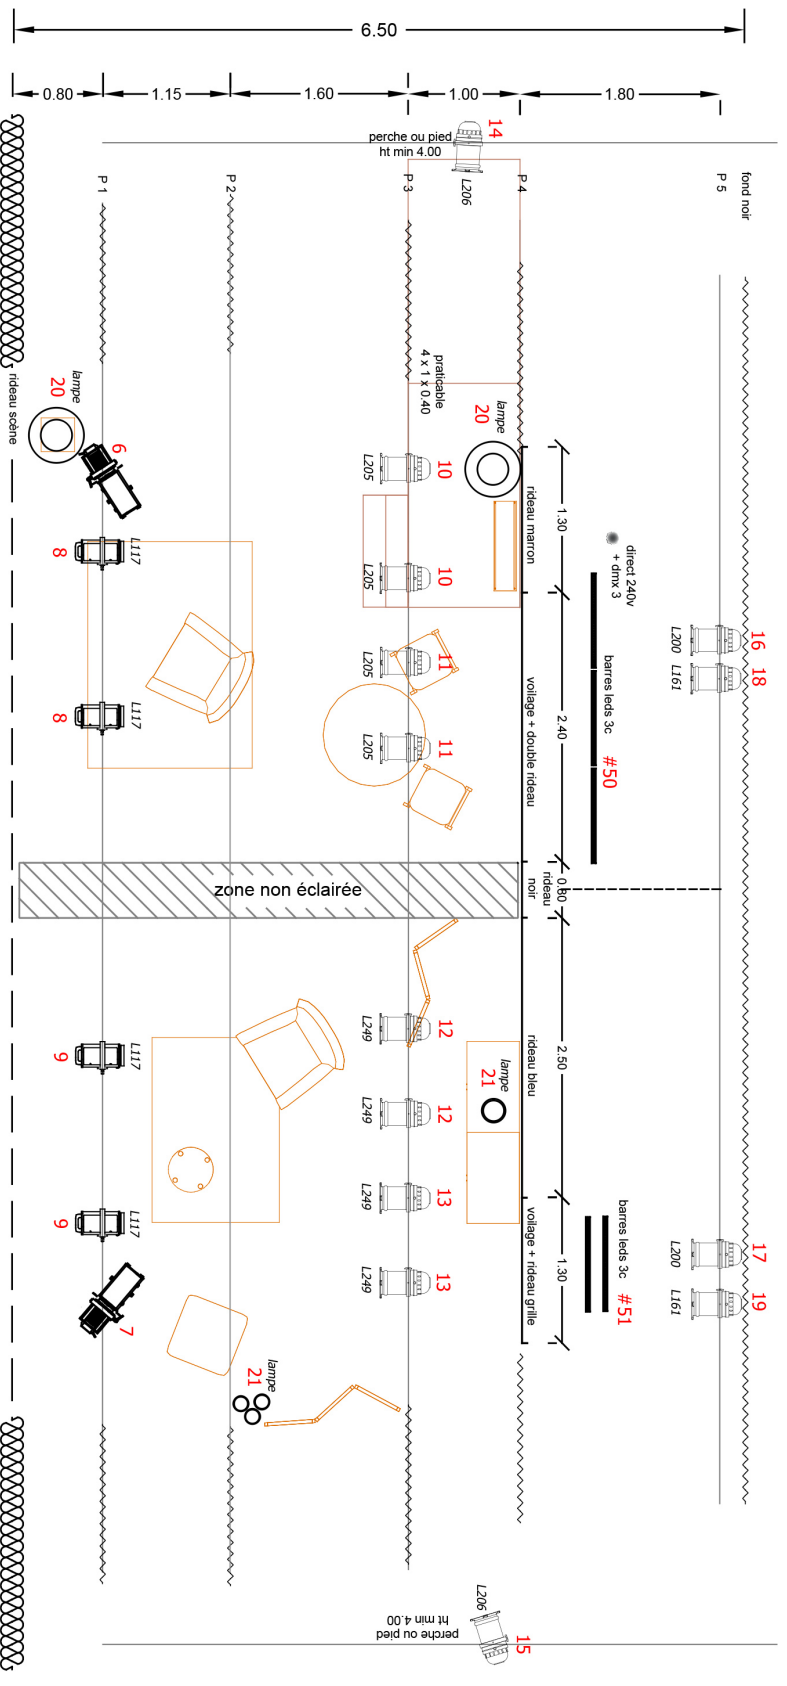 6.50
0.80
1.15
1.60
1.00
1.80
14
perche ou pied
ht min 4.00
L206
P 1
P 2
P 3
P 4
P 5
fond noir
praticable
4 x 1 x 0.40
rideau scène
lampe
20
6
lampe
20
L205
10
rideau marron
1.30
direct 240v
+ dmx 3
8
L117
L205
10
L205
11
16
L200
18
L161
barres leds 3c
#50
8
L117
L205
11
voilage + double rideau
2.40
zone non éclairée
rideau
noir
0.80
9
L117
L249
12
rideau bleu
2.50
lampe
21
L249
12
9
L117
L249
13
voilage + rideau grille
1.30
barres leds 3c
#51
17
L200
19
L161
L249
13
7
lampe
21
L206
perche ou pied
ht min 4.00
15